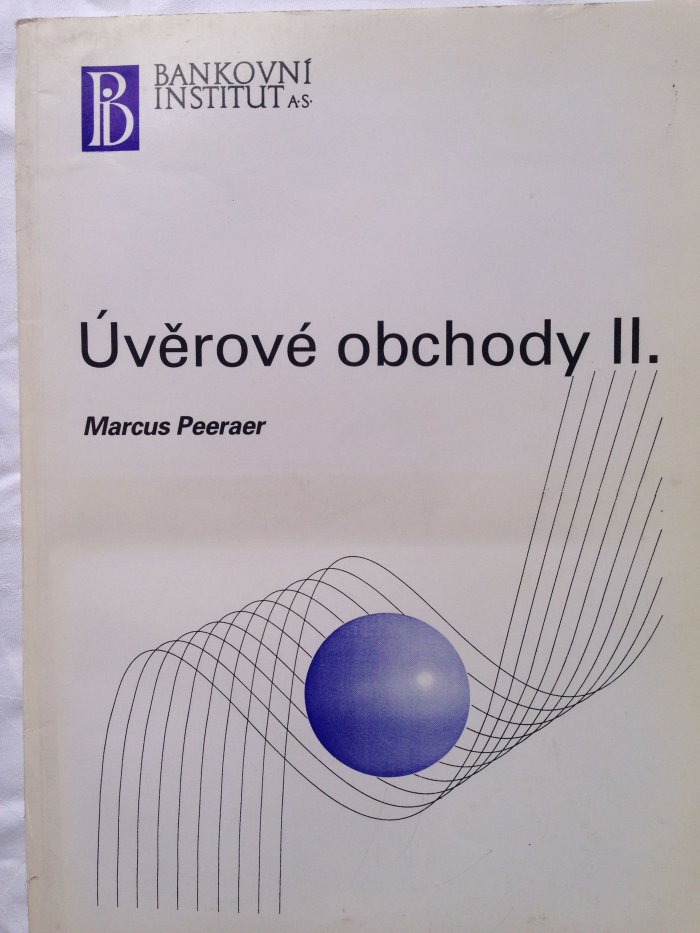 BANKOVNÍ
INSTITUT A·S·
Úvěrové obchody II.
Marcus Peeraer